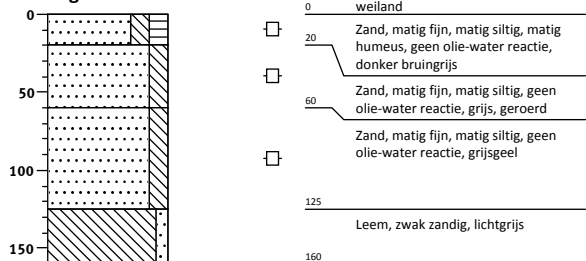 0
50
100
150
0 weiland
Zand, matig fijn, matig siltig, matig
humeus, geen olie-water reactie,
donker bruingrijs
20
Zand, matig fijn, matig siltig, geen
olie-water reactie, grijs, geroerd
60
Zand, matig fijn, matig siltig, geen
olie-water reactie, grijsgeel
125
Leem, zwak zandig, lichtgrijs
160